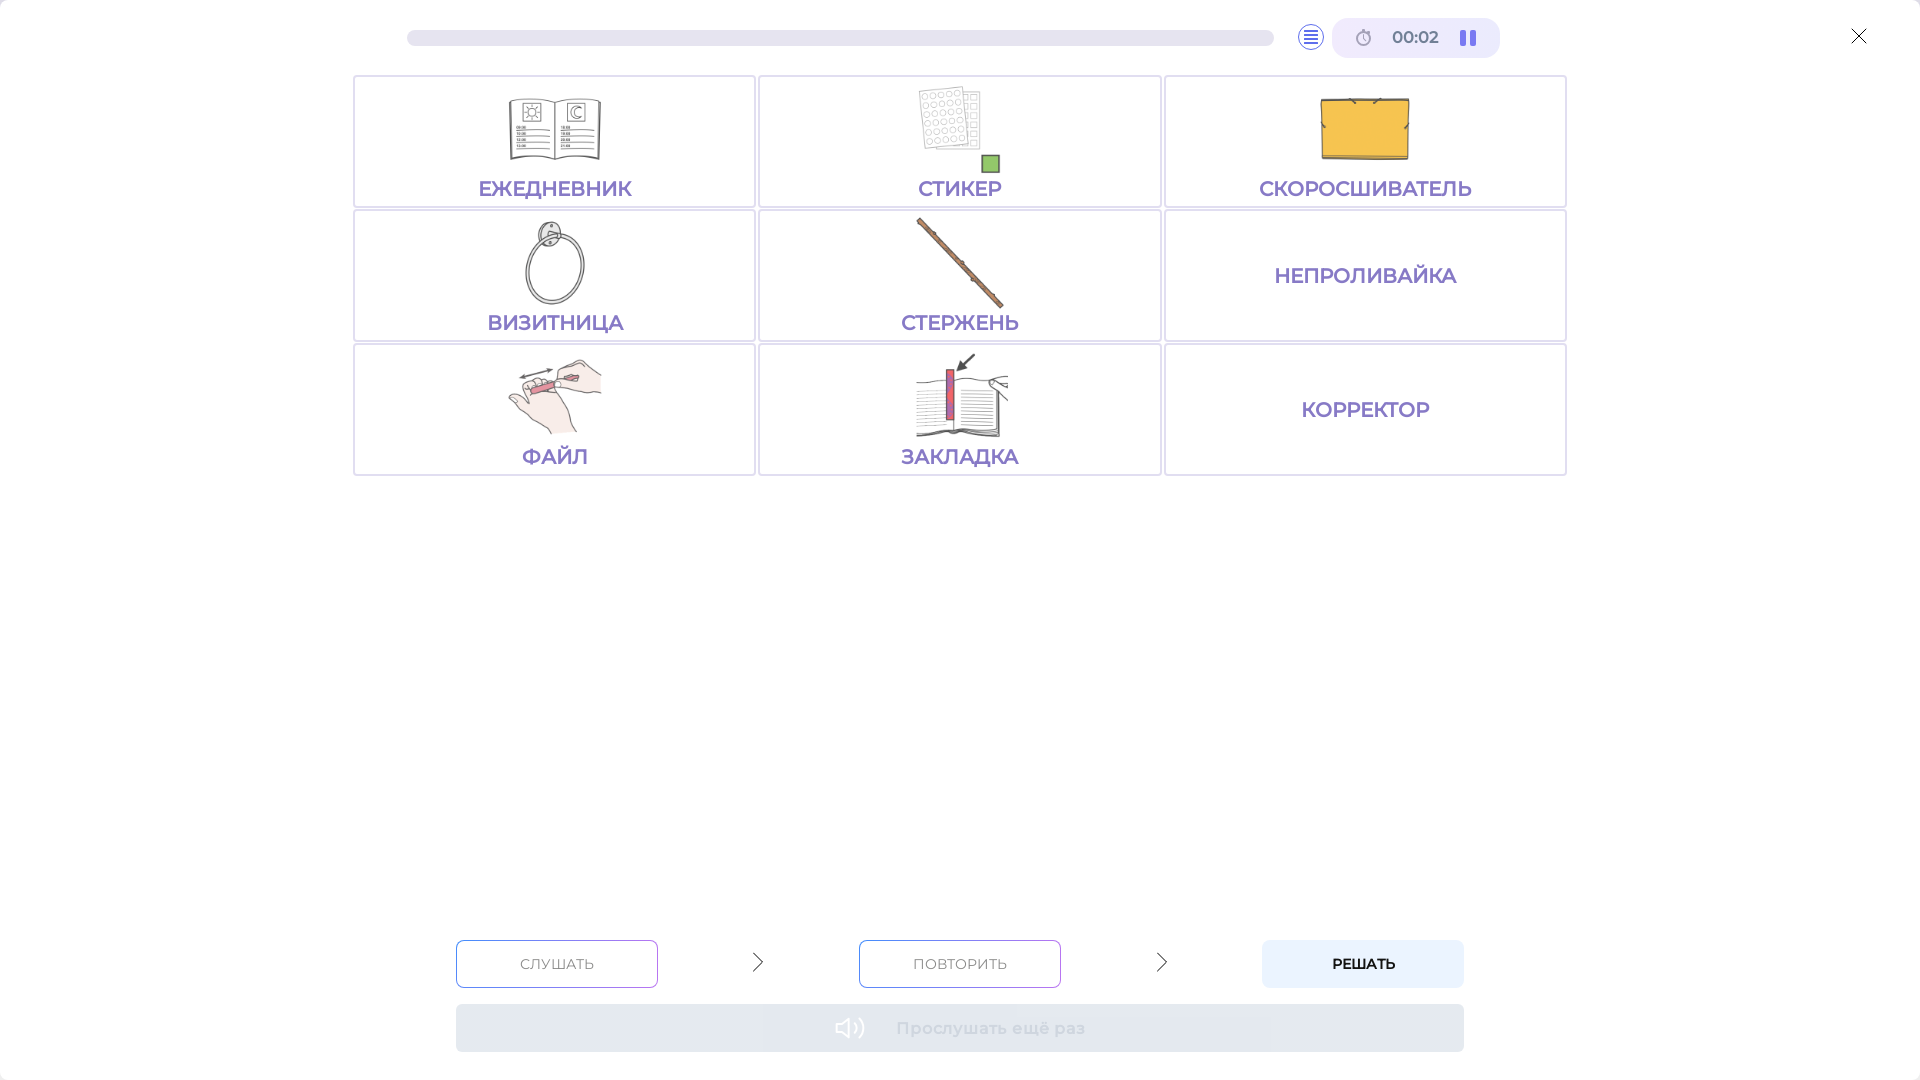 00:02
ЕЖЕДНЕВНИК
СТИКЕР
СКОРОСШИВАТЕЛЬ
ВИЗИТНИЦА
СТЕРЖЕНЬ
НЕПРОЛИВАЙКА
ФАЙЛ
ЗАКЛАДКА
КОРРЕКТОР
СЛУШАТЬ
ПОВТОРИТЬ
РЕШАТЬ
Прослушать ещё раз